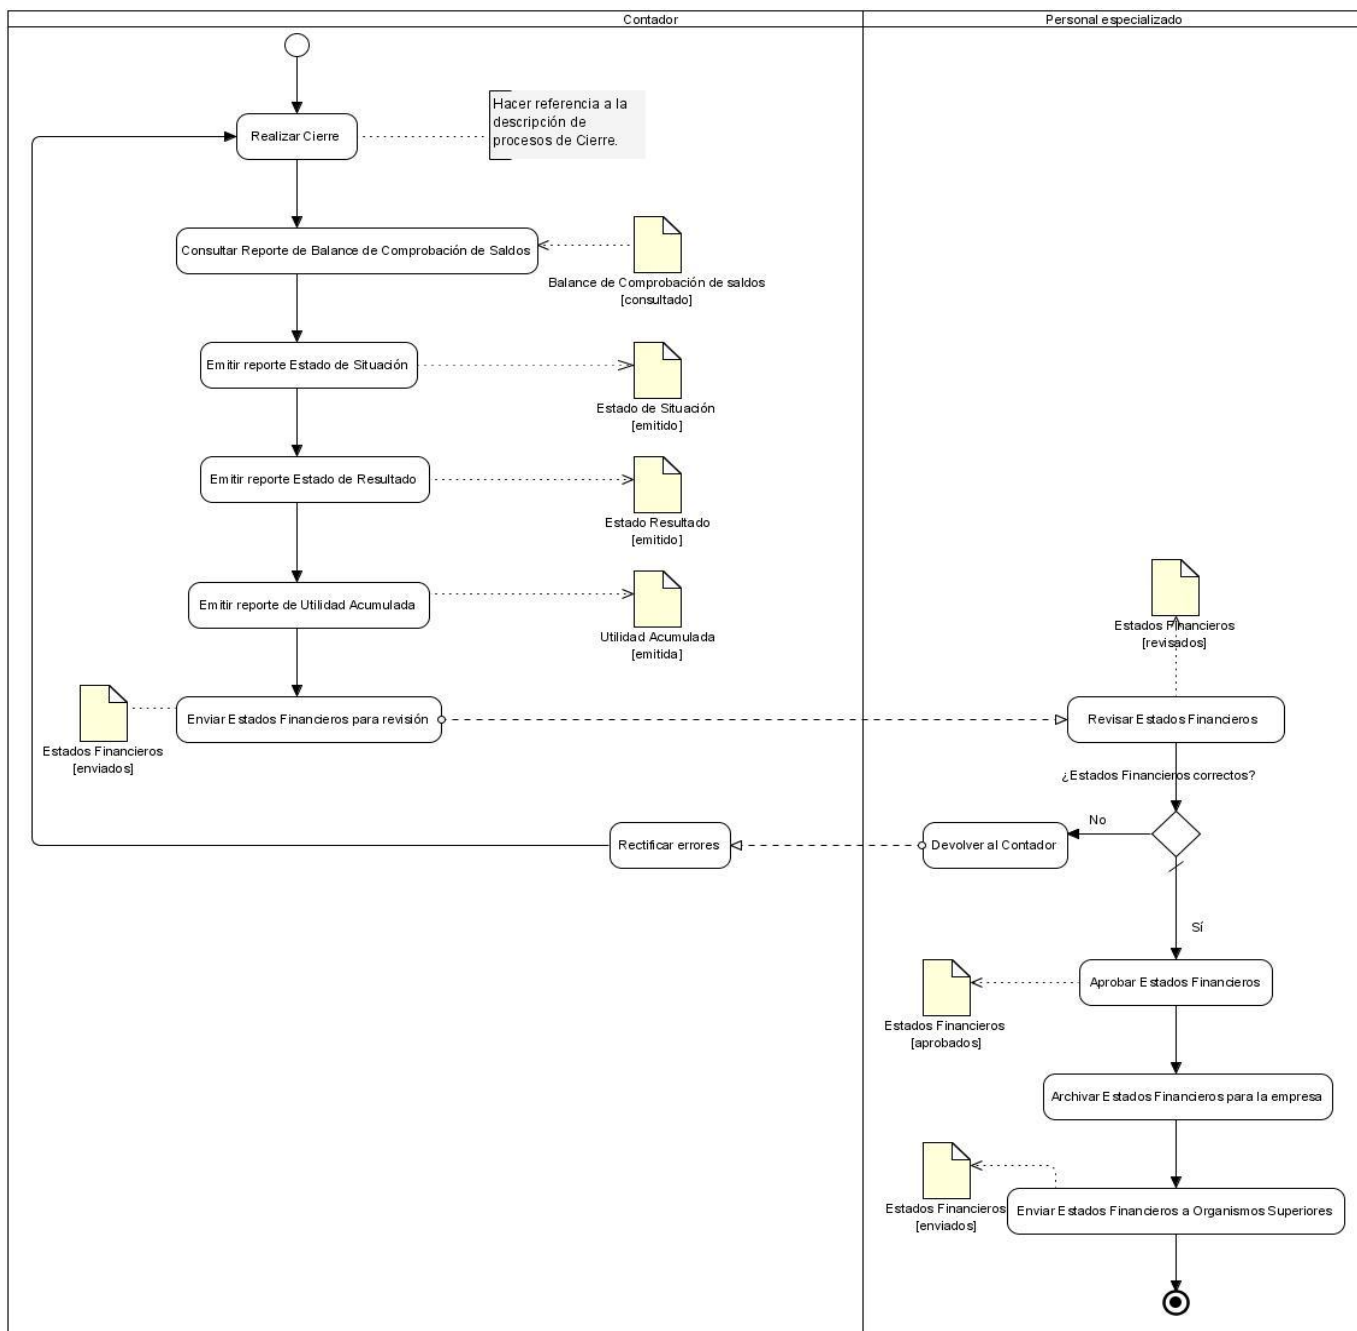 Contador
Personal especializado
Hacer referencia a la
descripción de
procesos de Cierre.
Realizar Cierre
Consultar Reporte de Balance de Comprobación de Saldos
Balance de Comprobación de saldos
[consultado]
Emitir reporte Estado de Situación
Estado de Situación
[emitido]
Emitir reporte Estado de Resultado
Estado Resultado
[emitido]
Emitir reporte de Utilidad Acumulada
Utilidad Acumulada
[emitida]
Estados Financieros
[revisados]
Enviar Estados Financieros para revisión
Estados Financieros
[enviados]
Revisar Estados Financieros
¿Estados Financieros correctos?
No
Rectificar errores
Devolver al Contador
Sí
Aprobar Estados Financieros
Estados Financieros
[aprobados]
Archivar Estados Financieros para la empresa
Estados Financieros
[enviados]
Enviar Estados Financieros a Organismos Superiores